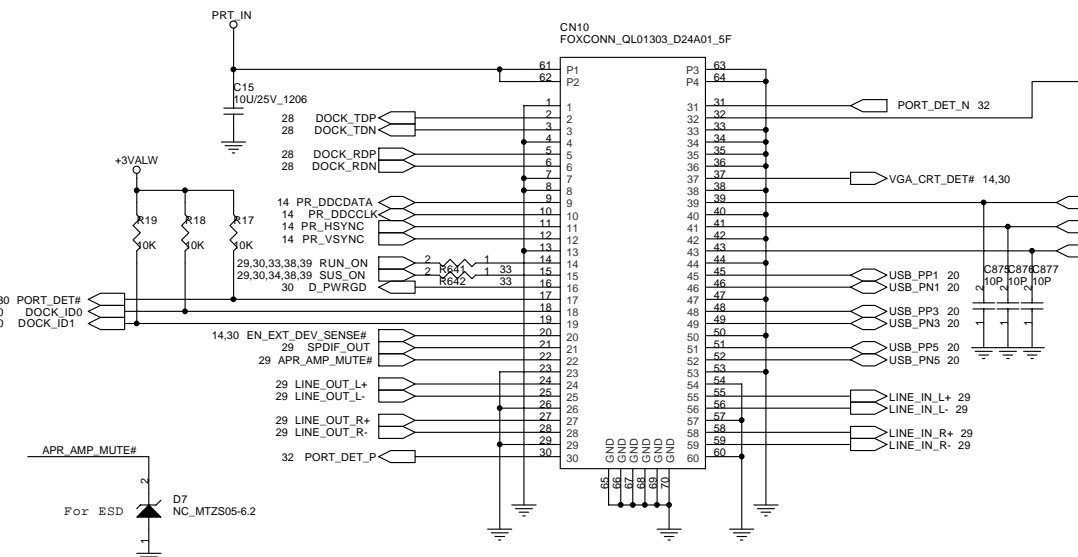 PRT_IN
CN10
FOXCONN_QL01303_D24A01_5F
61 P1 P3 63
62 P2 P4 64
C15
10U/25V_1206
1 1 31 31 PORT_DET_N 32
28 DOCK_TDP 2 2 32 32
28 DOCK_TDN 3 3 33 33
4 4 34 34
28 DOCK_RDP 5 5 35 35
28 DOCK_RDN 6 6 36 36
+3VALW
7 7 37 37 VGA_CRT_DET# 14,30
8 8 38 38
14 PR_DDCDATA 9 9 39 39
14 PR_DDCCLK 10 10 40 40
14 PR_HSYNC 11 11 41 41
14 PR_VSYNC 12 12 42 42
R19 R18 R17
10K 10K 10K
13 13 43 43
29,30,33,38,39 RUN_ON 2 R641 1 33 14 14 44 44
29,30,34,38,39 SUS_ON 2 R642 1 33 15 15 45 45 USB_PP1 20
30 D_PWRGD 16 16 46 46 USB_PN1 20
C875 C876 C877
10P 10P 10P
2 2 2
1 1 1
30 PORT_DET# 17 17 47 47
0 DOCK_ID0 18 18 48 48 USB_PP3 20
0 DOCK_ID1 19 19 49 49 USB_PN3 20
14,30 EN_EXT_DEV_SENSE# 20 20 50 50
29 SPDIF_OUT 21 21 51 51 USB_PP5 20
29 APR_AMP_MUTE# 22 22 52 52 USB_PN5 20
23 23 53 53
29 LINE_OUT_L+ 24 24 54 54
29 LINE_OUT_L- 25 25 55 55 LINE_IN_L+ 29
26 26 56 56 LINE_IN_L- 29
29 LINE_OUT_R+ 27 27 57 57
29 LINE_OUT_R- 28 28 58 58 LINE_IN_R+ 29
29 29 59 59 LINE_IN_R- 29
32 PORT_DET_P 30 30 60 60
GND GND GND GND GND GND
65 66 67 68 69 70
APR_AMP_MUTE#
2
For ESD
D7
NC_MTZS05-6.2
1